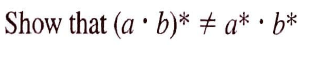 Show that (a · b)* ≠ a* · b*